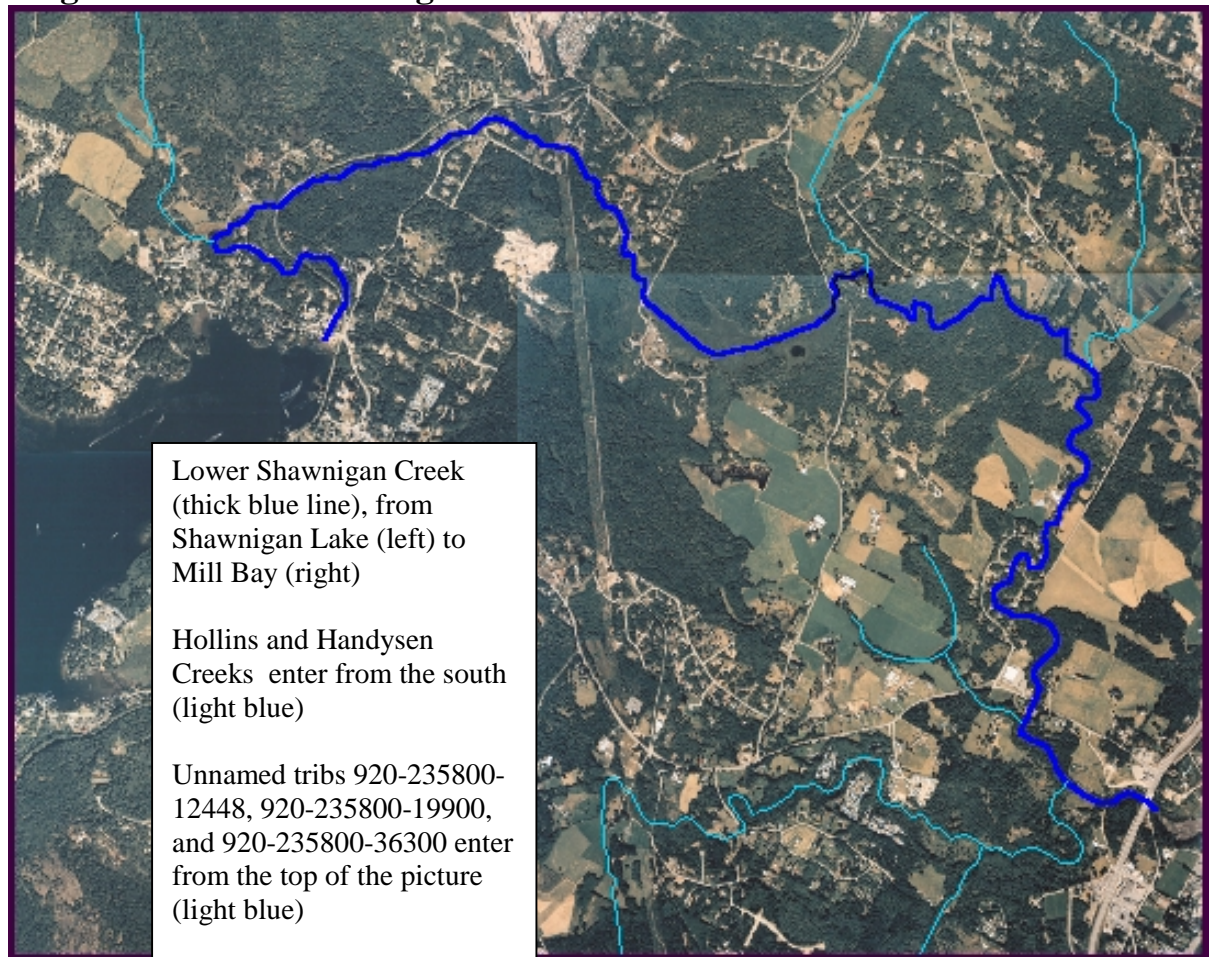 Lower Shawnigan Creek
(thick blue line), from
Shawnigan Lake (left) to
Mill Bay (right)
Hollins and Handysen
Creeks enter from the south
(light blue)
Unnamed tribs 920-235800-
12448, 920-235800-19900,
and 920-235800-36300 enter
from the top of the picture
(light blue)